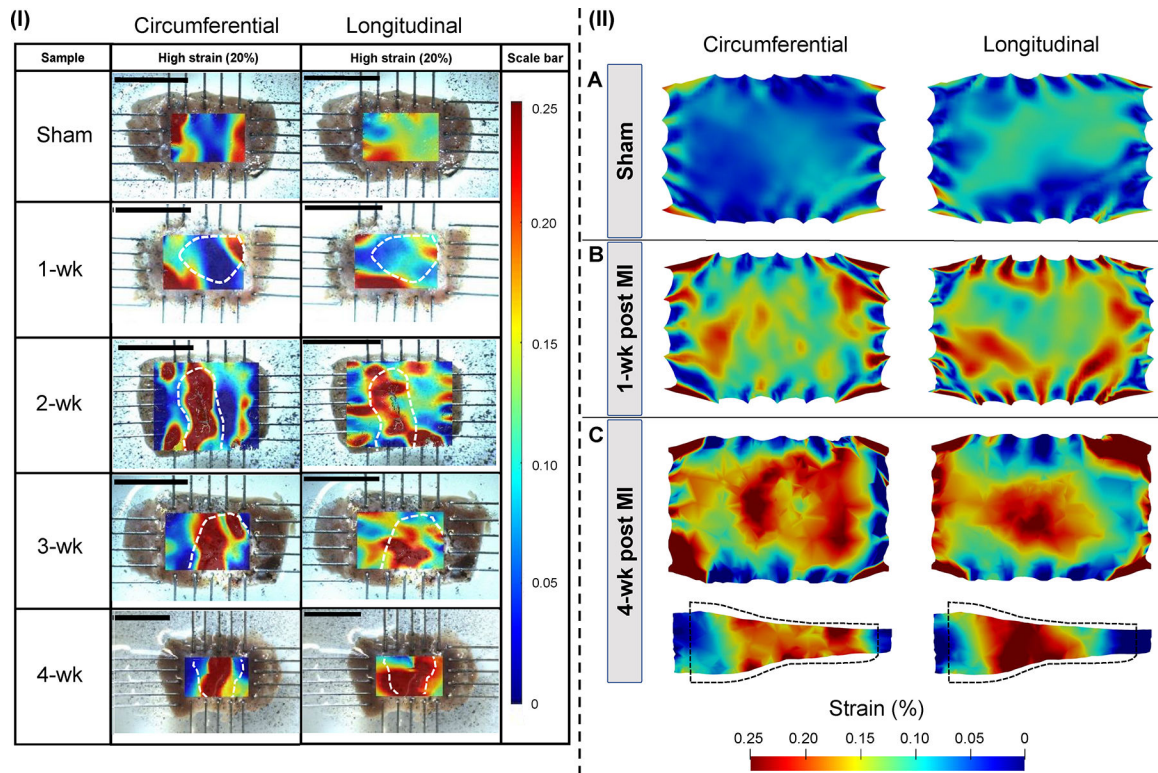 (I)
Circumferential Longitudinal
Sample High strain (20%) High strain (20%) Scale bar
Sham
1-wk
2-wk
3-wk
4-wk
0.25
0.20
0.15
0.10
0.05
0
(II)
Circumferential Longitudinal
A
Sham
B
1-wk post MI
C
4-wk post MI
Strain (%)
0.25 0.20 0.15 0.10 0.05 0